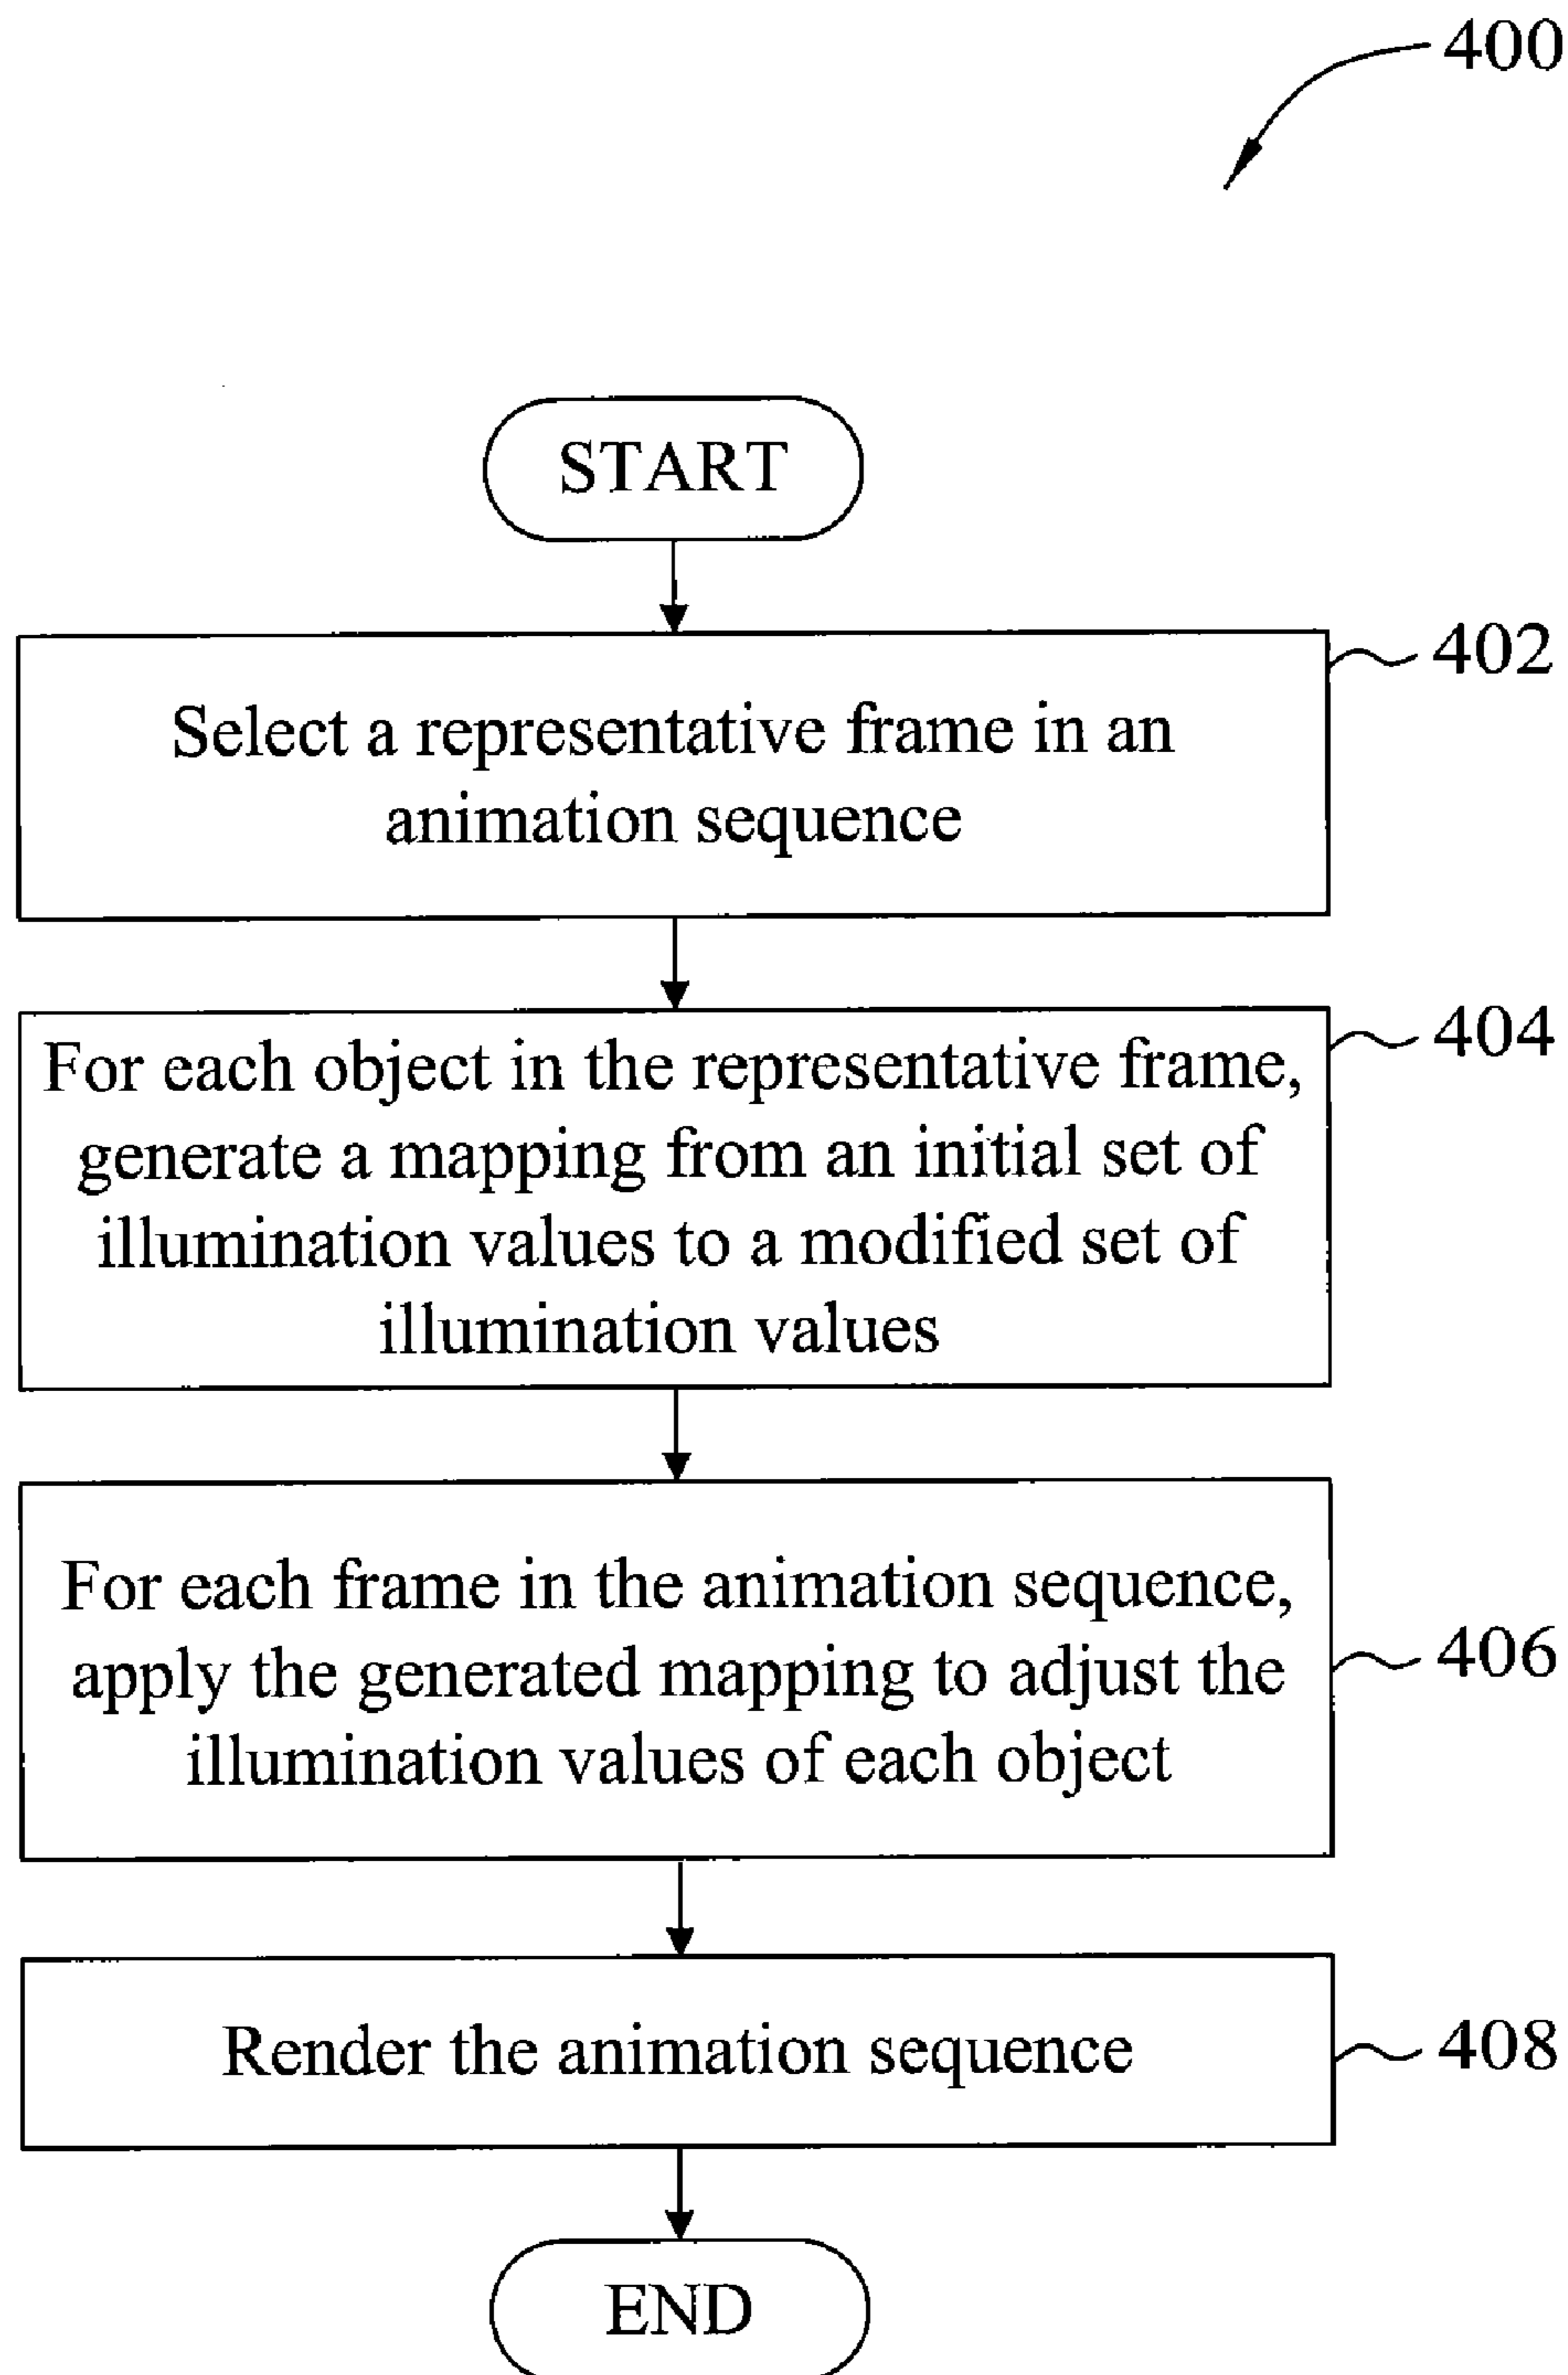 400
START
402
Select a representative frame in an
animation sequence
404
For each object in the representative frame,
generate a mapping from an initial set of
illumination values to a modified set of
illumination values
For each frame in the animation sequence,
apply the generated mapping to adjust the
406
illumination values of each object
Render the animation sequence
408
END